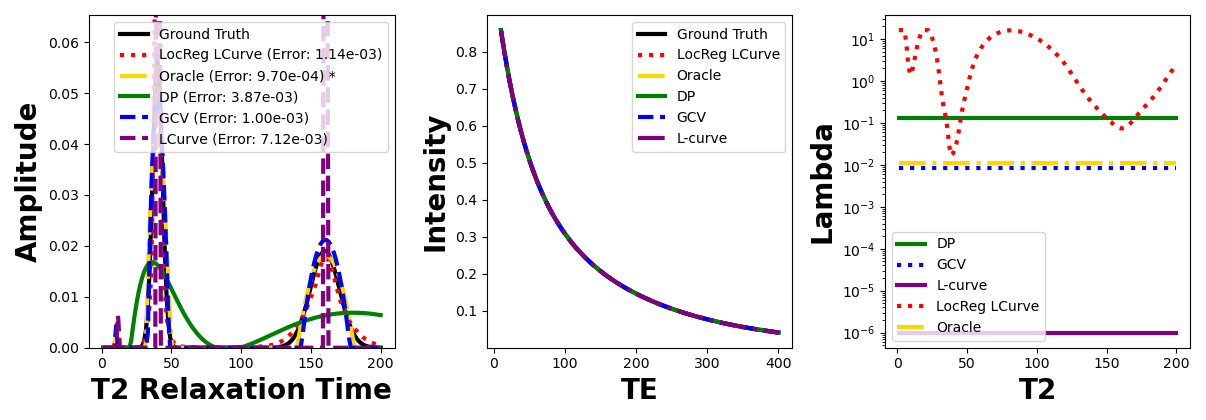 Amplitude
0.06
0.05
0.04
0.03
0.02
0.01
0.00
Ground Truth
LocReg LCurve (Error: 1.14e-03)
Oracle (Error: 9.70e-04) *
DP (Error: 3.87e-03)
GCV (Error: 1.00e-03)
LCurve (Error: 7.12e-03)
0 50 100 150 200
T2 Relaxation Time
Intensity
0.8
0.7
0.6
0.5
0.4
0.3
0.2
0.1
Ground Truth
LocReg LCurve
Oracle
DP
GCV
L-curve
0 100 200 300 400
TE
Lambda
10¹
10⁰
10⁻¹
10⁻²
10⁻³
10⁻⁴
10⁻⁵
10⁻⁶
DP
GCV
L-curve
LocReg LCurve
Oracle
0 50 100 150 200
T2